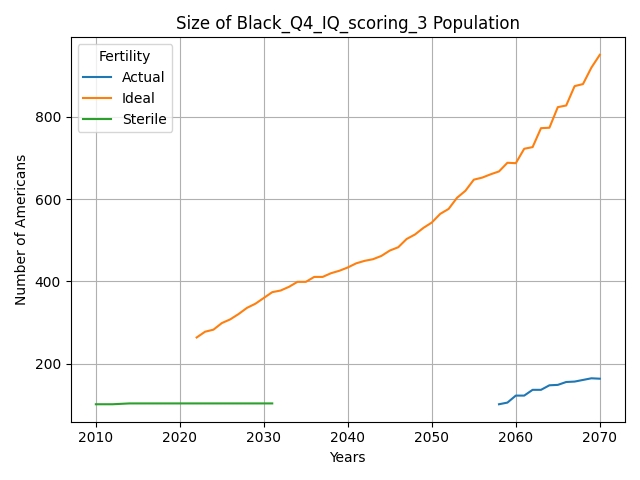 Size of Black_Q4_IQ_scoring_3 Population
Fertility
Actual
Ideal
Sterile
Number of Americans
800
600
400
200
2010 2020 2030 2040 2050 2060 2070
Years